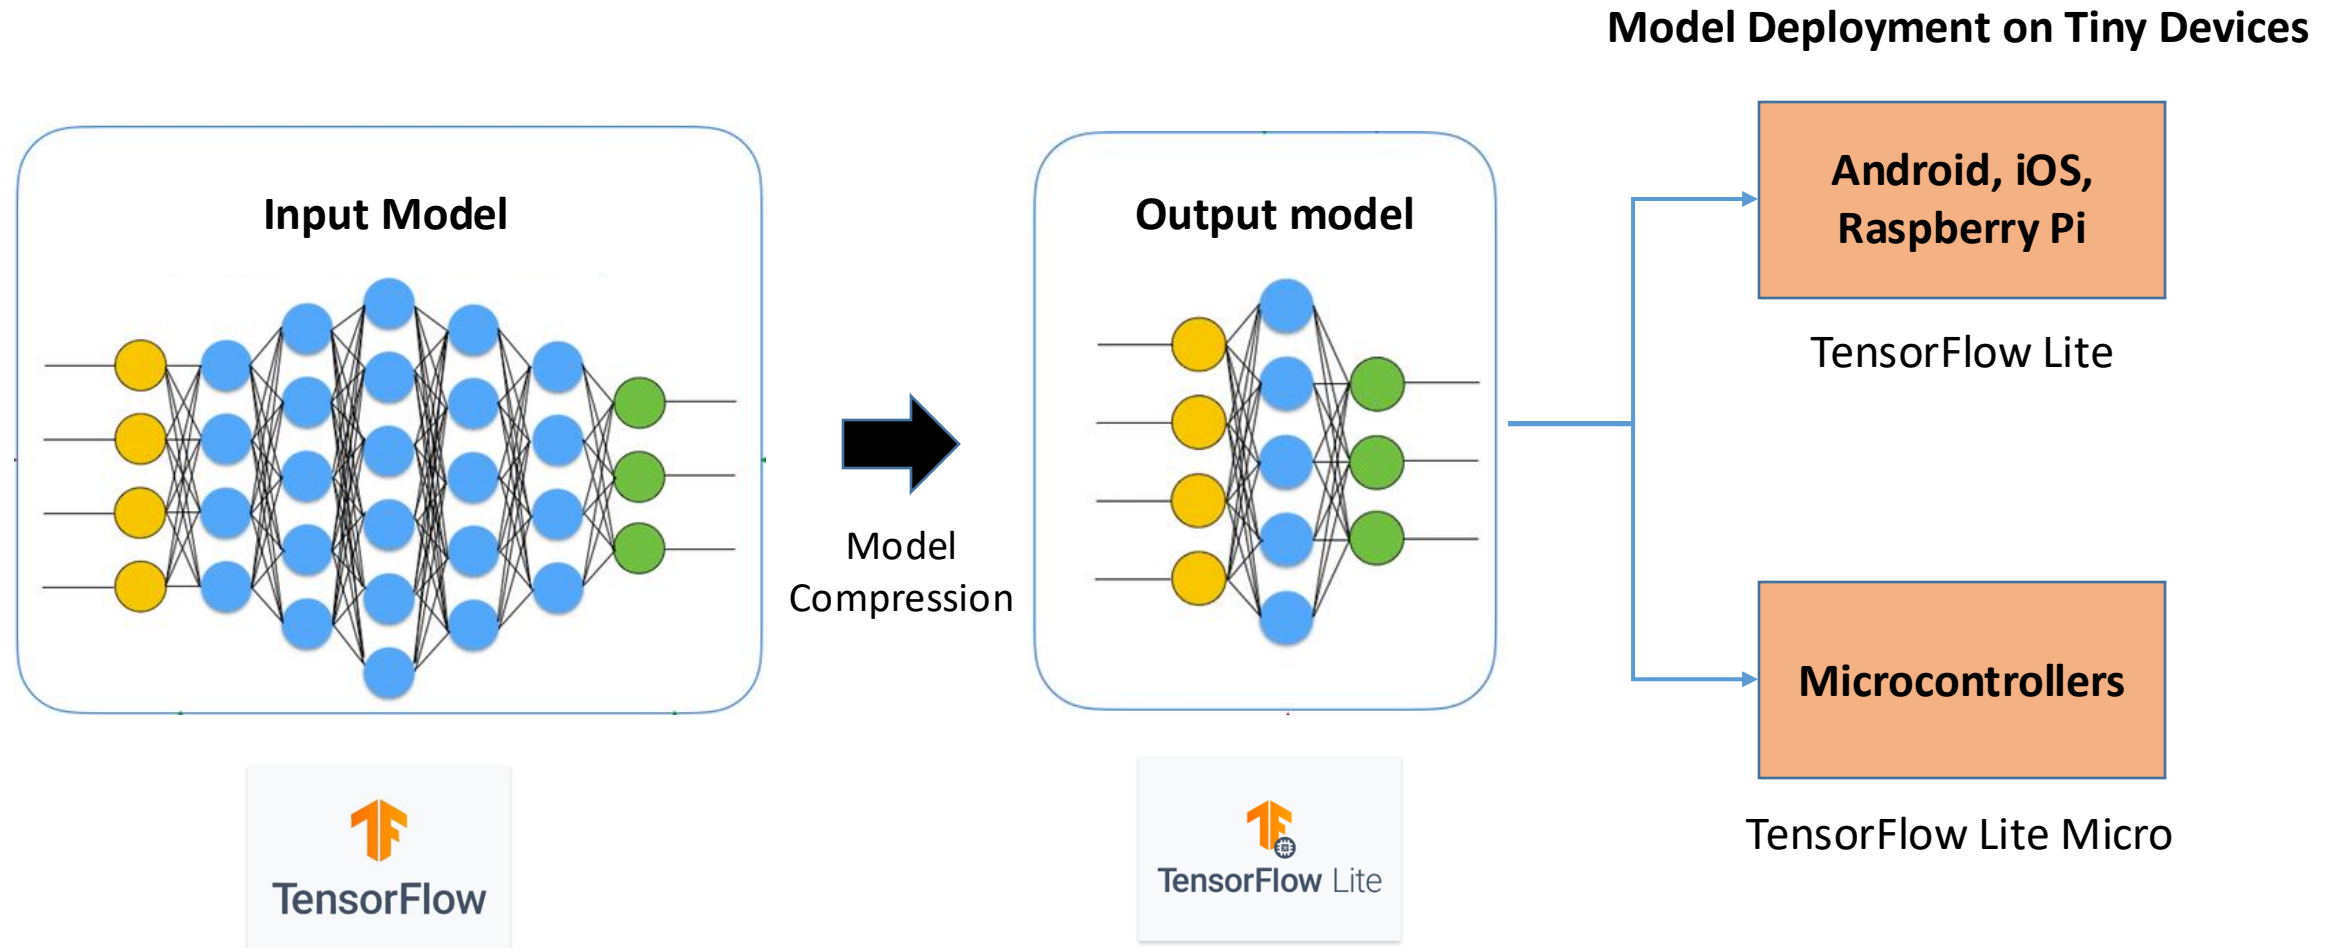 Model Deployment on Tiny Devices
Input Model
Output model
Android, iOS,
Raspberry Pi
TensorFlow Lite
Model
Compression
Microcontrollers
TensorFlow Lite Micro
TensorFlow
TensorFlow Lite